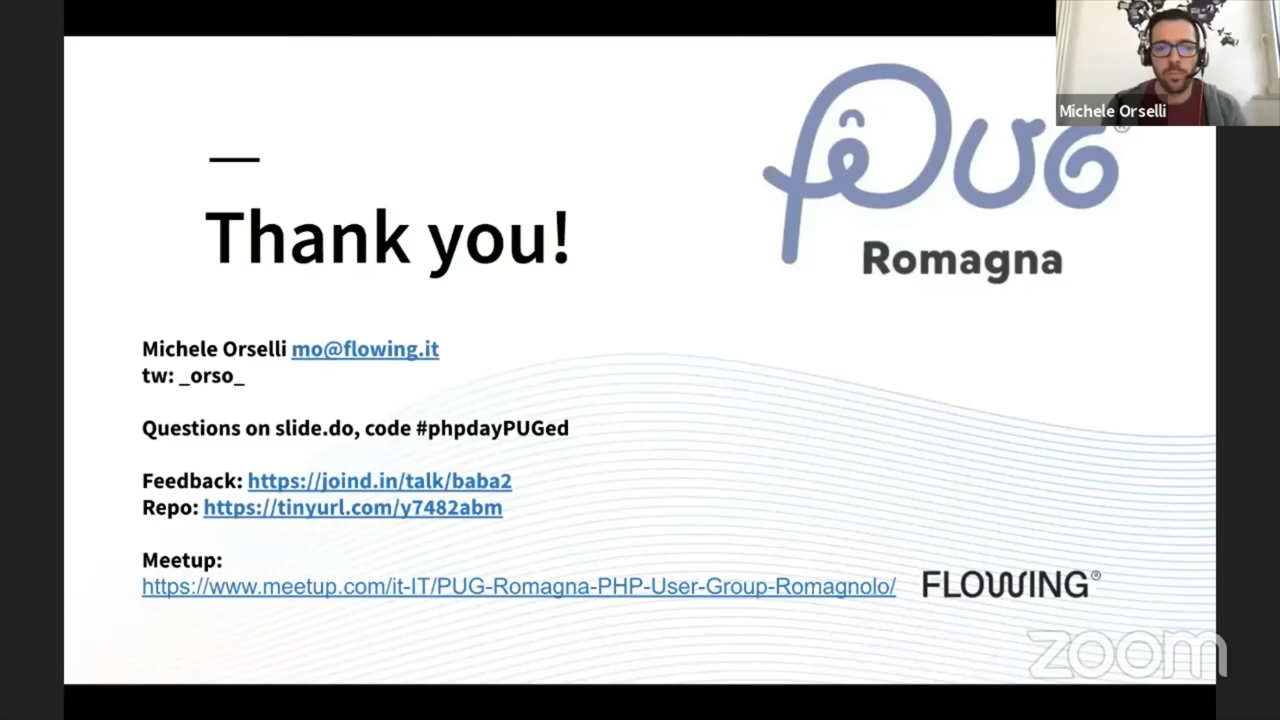 Michele Orselli
PUG®
Romagna
Thank you!
Michele Orselli mo@flowing.it
tw: _orso_
Questions on slide.do, code #phpdayPUGed
Feedback: https://joind.in/talk/baba2
Repo: https://tinyurl.com/y7482abm
Meetup:
https://www.meetup.com/it-IT/PUG-Romagna-PHP-User-Group-Romagnolo/
FLOWING®
zoom